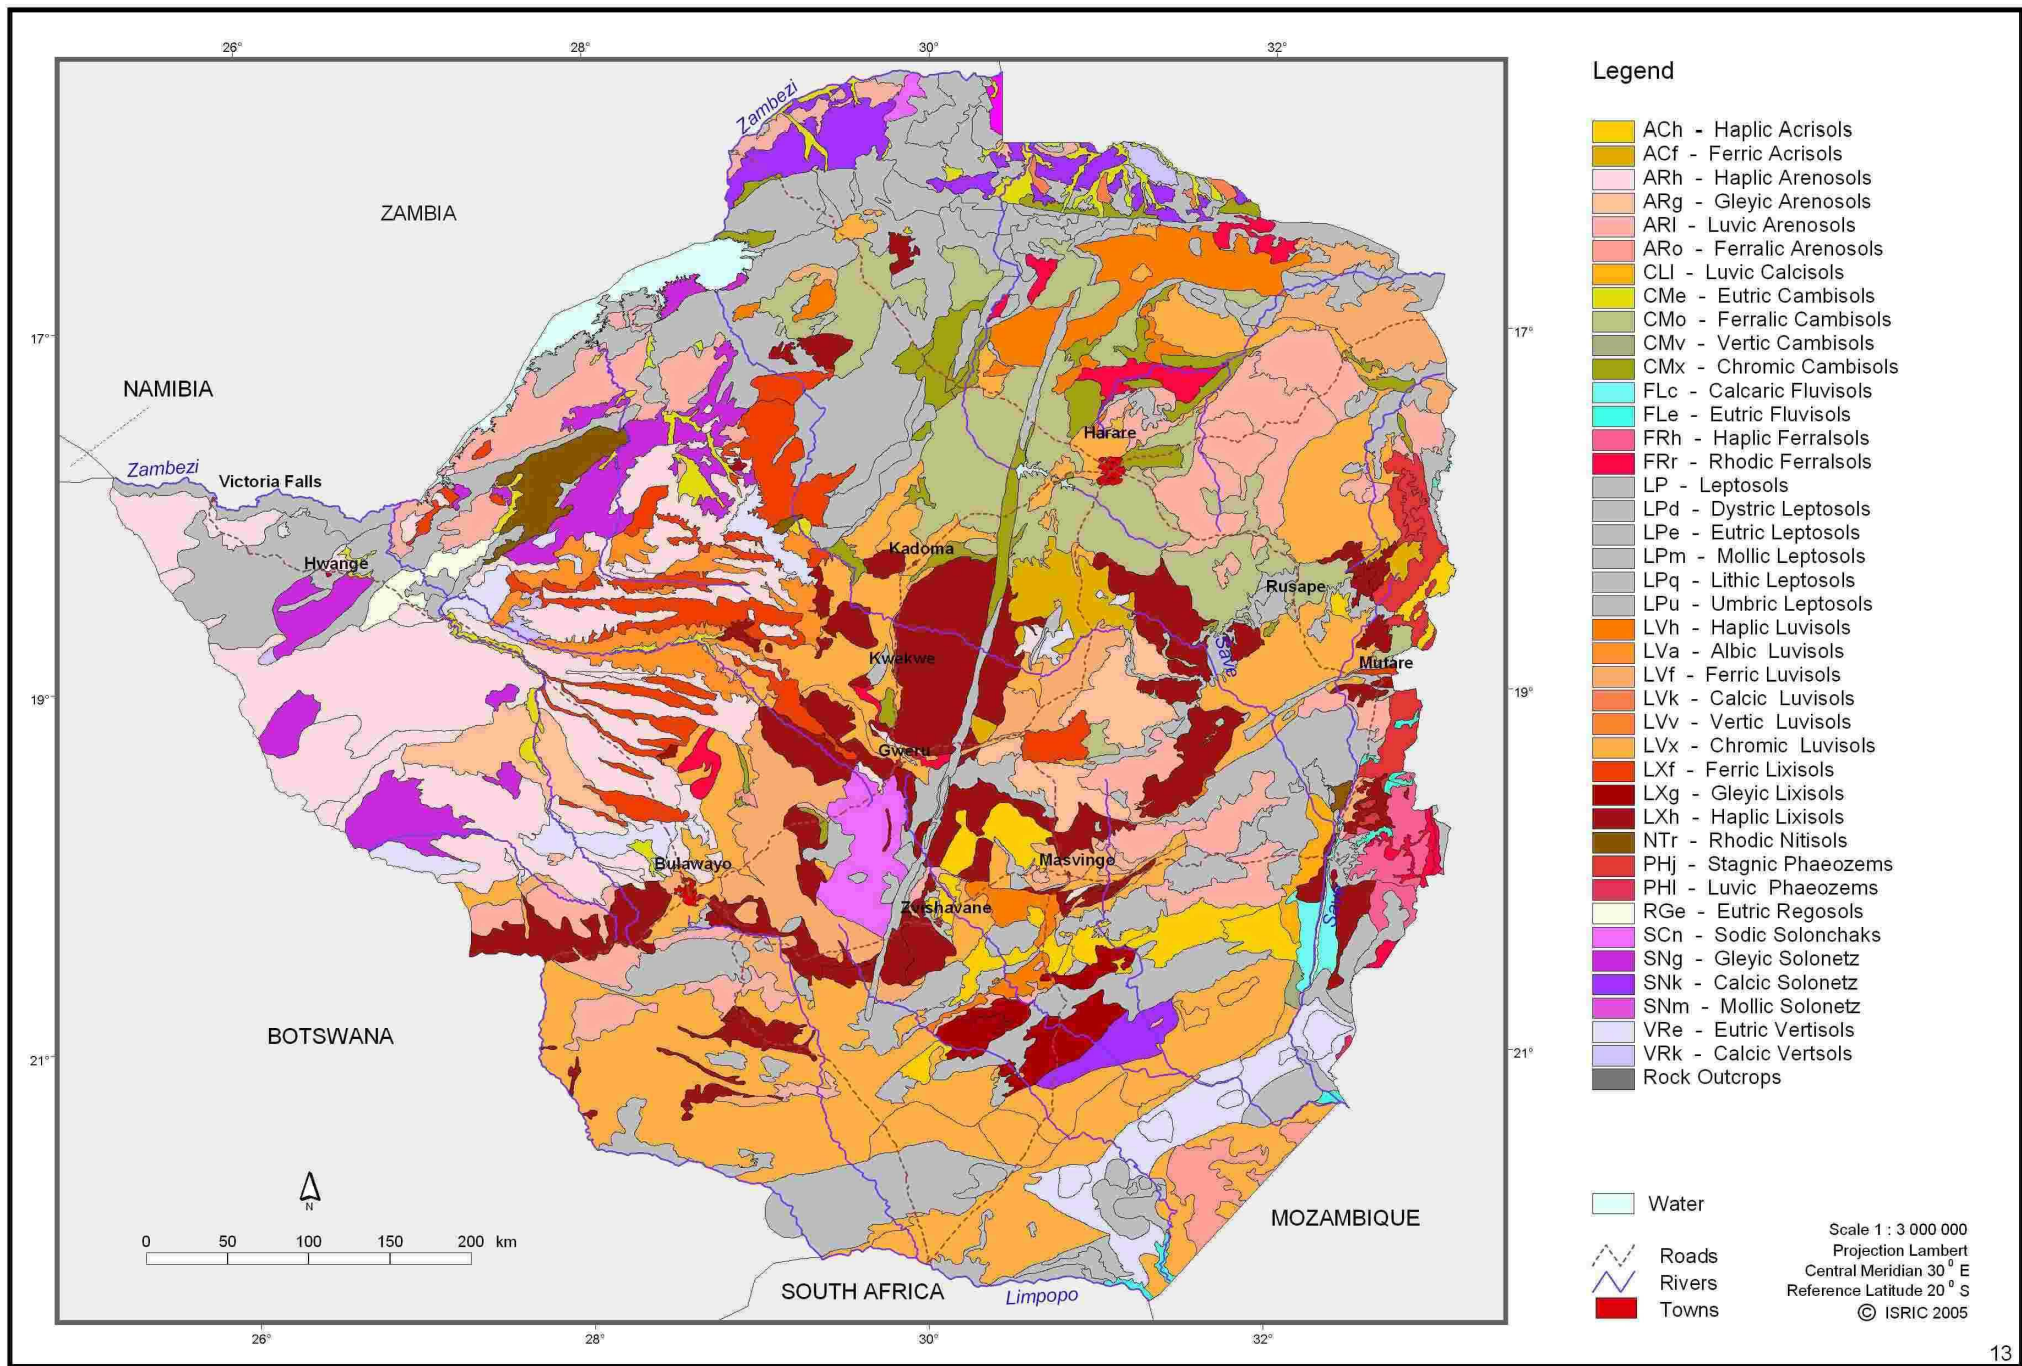 26°
28°
30°
32°
Zambezi
ZAMBIA
17°
17°
NAMIBIA
Harare
Zambezi
Victoria Falls
Kadoma
Hwange
Rusape
Kwekwe
Save
Mutare
19°
19°
Gweru
Masvingo
Bulawayo
Zvishavane
Save
BOTSWANA
21°
21°
N
MOZAMBIQUE
0 50 100 150 200 km
SOUTH AFRICA
Limpopo
26°
28°
30°
32°
Legend
ACh - Haplic Acrisols
ACf - Ferric Acrisols
ARh - Haplic Arenosols
ARg - Gleyic Arenosols
ARl - Luvic Arenosols
ARo - Ferralic Arenosols
CLl - Luvic Calcisols
CMe - Eutric Cambisols
CMo - Ferralic Cambisols
CMv - Vertic Cambisols
CMx - Chromic Cambisols
FLc - Calcaric Fluvisols
FLe - Eutric Fluvisols
FRh - Haplic Ferralsols
FRr - Rhodic Ferralsols
LP - Leptosols
LPd - Dystric Leptosols
LPe - Eutric Leptosols
LPm - Mollic Leptosols
LPq - Lithic Leptosols
LPu - Umbric Leptosols
LVh - Haplic Luvisols
LVa - Albic Luvisols
LVf - Ferric Luvisols
LVk - Calcic Luvisols
LVv - Vertic Luvisols
LVx - Chromic Luvisols
LXf - Ferric Lixisols
LXg - Gleyic Lixisols
LXh - Haplic Lixisols
NTr - Rhodic Nitisols
PHj - Stagnic Phaeozems
PHl - Luvic Phaeozems
RGe - Eutric Regosols
SCn - Sodic Solonchaks
SNg - Gleyic Solonetz
SNk - Calcic Solonetz
SNm - Mollic Solonetz
VRe - Eutric Vertisols
VRk - Calcic Vertsols
Rock Outcrops
Water
Roads
Rivers
Towns
Scale 1 : 3 000 000
Projection Lambert
Central Meridian 30 ⁰ E
Reference Latitude 20 ⁰ S
© ISRIC 2005
13